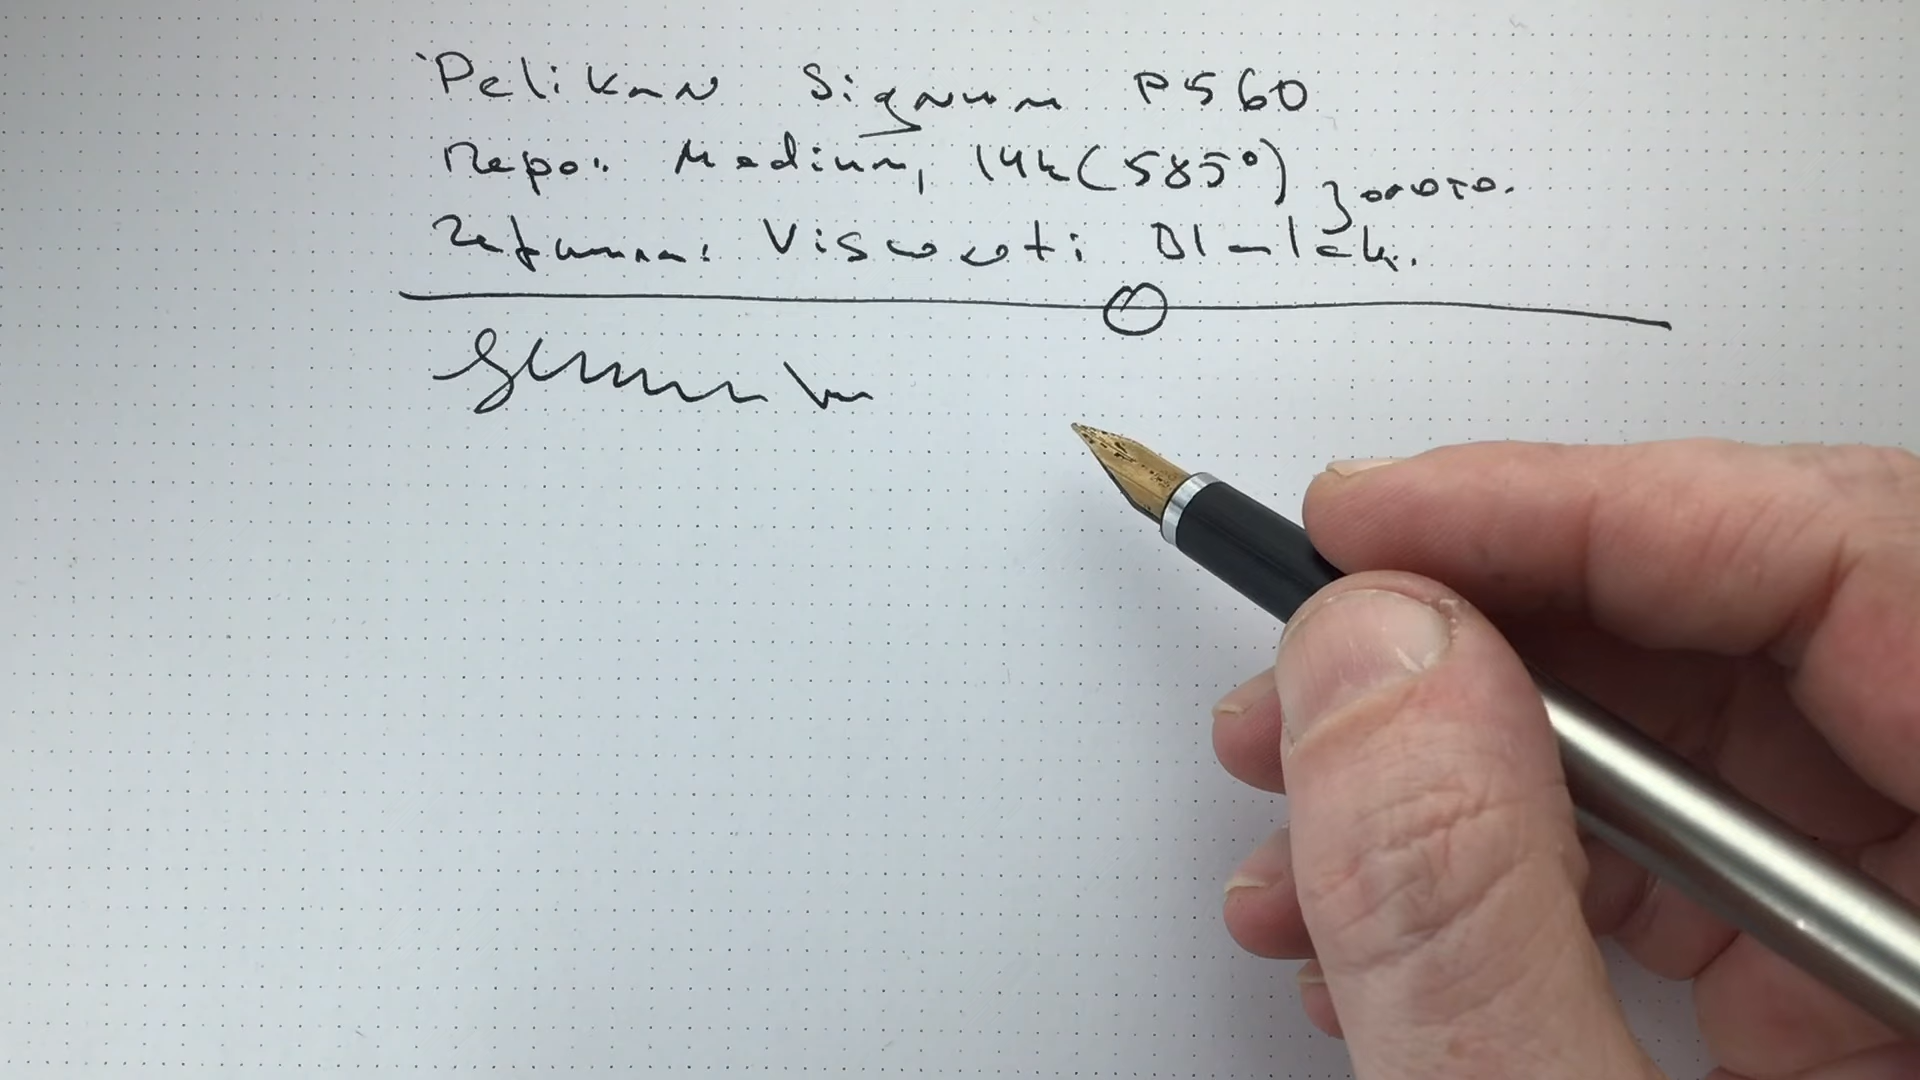 Pelikan Signum P560
Перо: Medium, 14k (585°) золото.
Visconti Black.